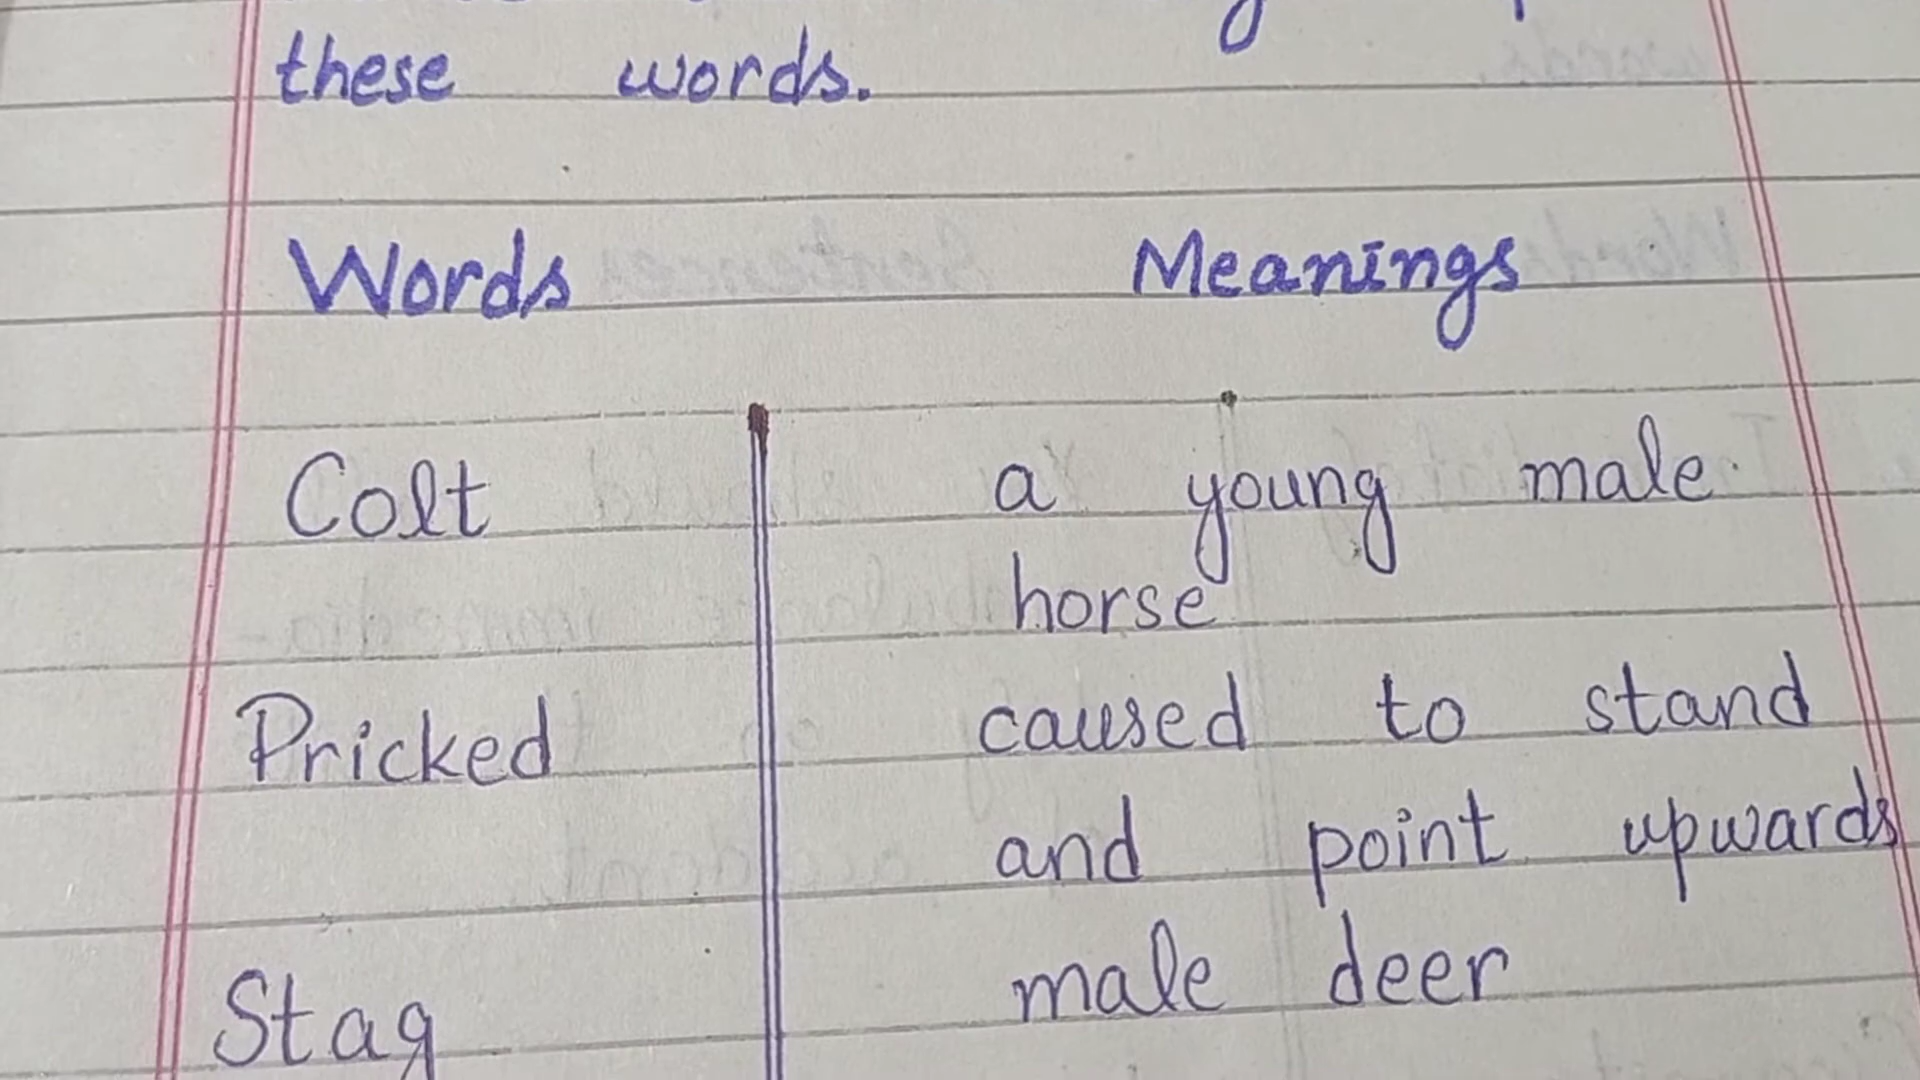 these words.
Words Meanings
Colt a young male
horse
Pricked caused to stand
and point upwards
Stag male deer